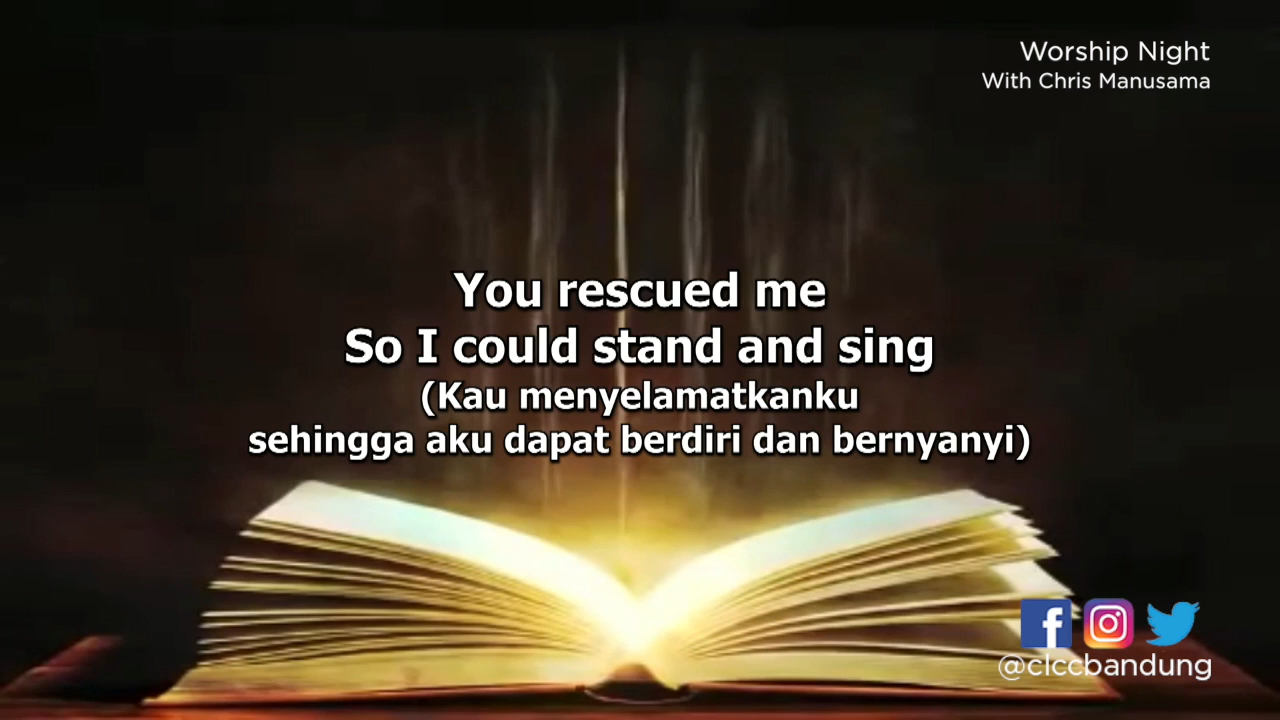 Worship Night
With Chris Manusama
You rescued me
So I could stand and sing
(Kau menyelamatkanku
sehingga aku dapat berdiri dan bernyanyi)
@clccbandung